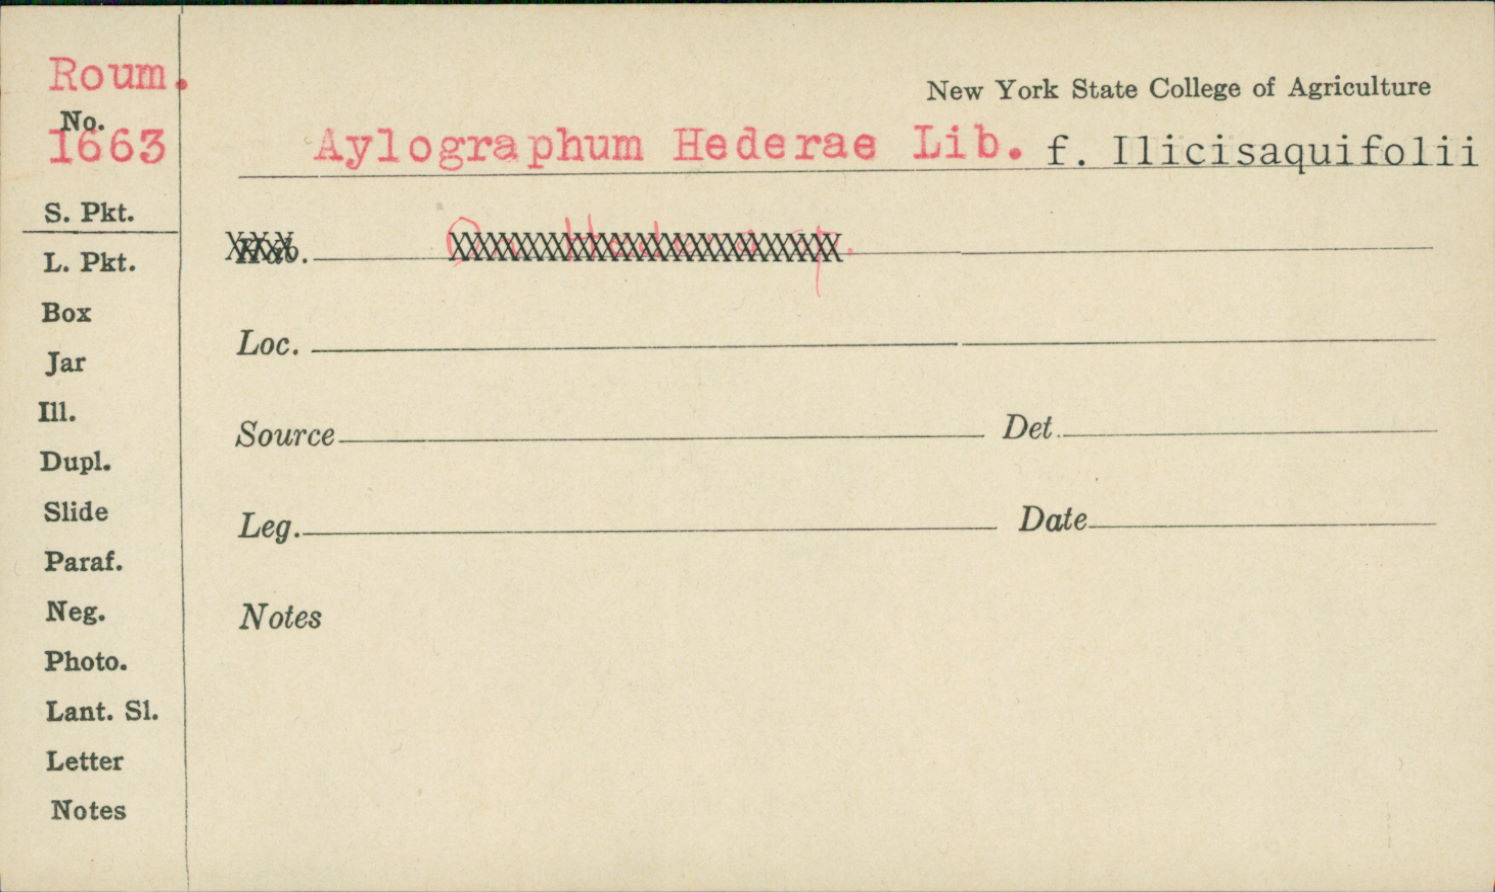 Roum.
No.
1663
S. Pkt.
L. Pkt.
Box
Jar
Ill.
Dupl.
Slide
Paraf.
Neg.
Photo.
Lant. Sl.
Letter
Notes
New York State College of Agriculture
Aylographum Hederae Lib. f. Ilicisaquifolii
Hab.
Loc.
Source Det.
Leg. Date
Notes